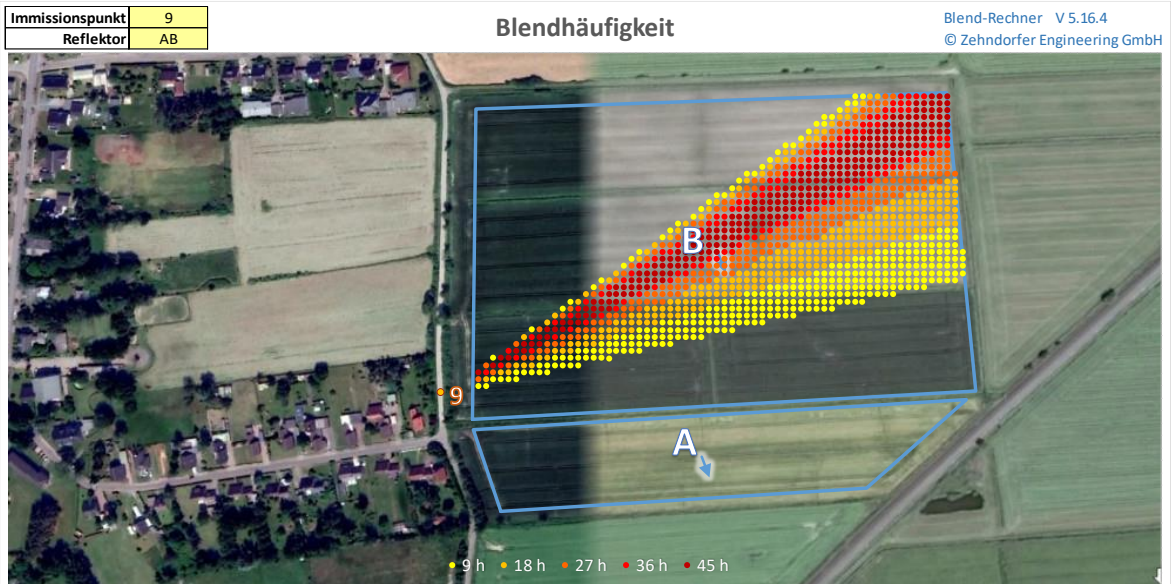 Immissionspunkt 9
Reflektor AB
Blendhäufigkeit
Blend-Rechner V 5.16.4
© Zehndorfer Engineering GmbH
B
9
A
9 h 18 h 27 h 36 h 45 h